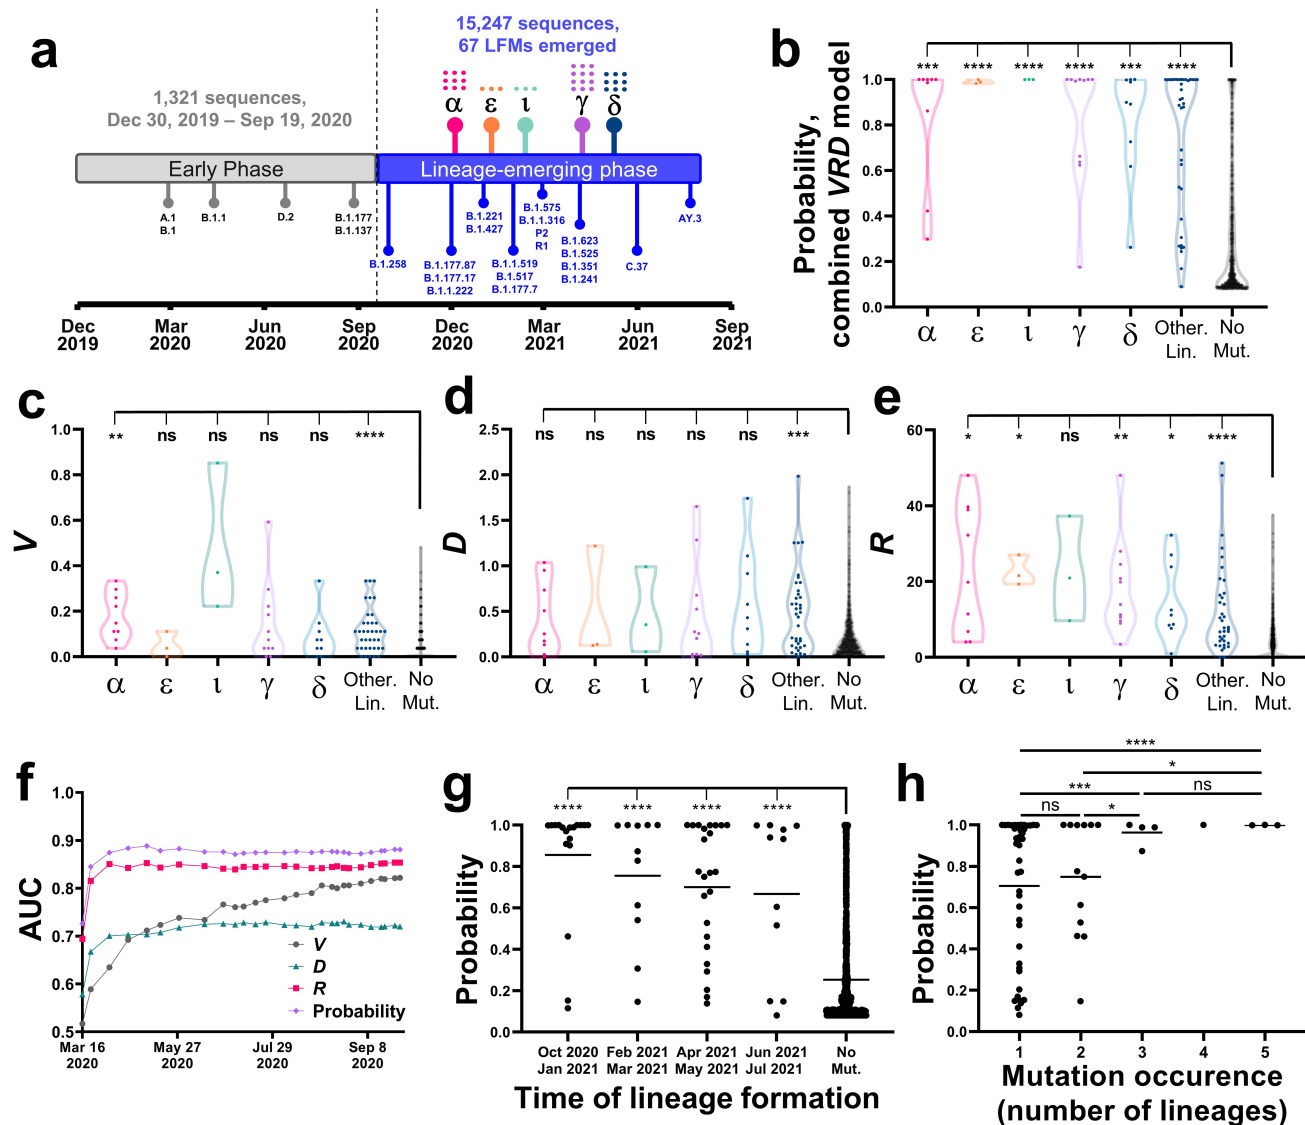 a
15,247 sequences,
67 LFMs emerged
1,321 sequences,
Dec 30, 2019 – Sep 19, 2020
α
ε
ι
γ
δ
Early Phase
Lineage-emerging phase
A.1
B.1
B.1.1
D.2
B.1.177
B.1.137
B.1.258
B.1.177.87
B.1.177.17
B.1.1.222
B.1.221
B.1.427
B.1.1.519
B.1.517
B.1.177.7
B.1.575
B.1.1.316
P2
R1
B.1.623
B.1.525
B.1.351
B.1.241
C.37
AY.3
Dec
2019
Mar
2020
Jun
2020
Sep
2020
Dec
2020
Mar
2021
Jun
2021
Sep
2021
b
Probability,
combined VRD model
*** **** **** **** *** ****
1.0
0.8
0.6
0.4
0.2
0.0
α ε ι γ δ Other. Lin. No Mut.
c
V
** ns ns ns ns ****
1.0
0.8
0.6
0.4
0.2
0.0
α ε ι γ δ Other. Lin. No Mut.
d
D
ns ns ns ns ns ***
2.5
2.0
1.5
1.0
0.5
0.0
α ε ι γ δ Other. Lin. No Mut.
e
R
* * ns ** * ****
60
40
20
0
α ε ι γ δ Other. Lin. No Mut.
f
AUC
1.0
0.9
0.8
0.7
0.6
0.5
V
D
R
Probability
Mar 16
2020
May 27
2020
Jul 29
2020
Sep 8
2020
g
Probability
**** **** **** ****
1.0
0.8
0.6
0.4
0.2
0.0
Oct 2020
Jan 2021
Feb 2021
Mar 2021
Apr 2021
May 2021
Jun 2021
Jul 2021
No
Mut.
Time of lineage formation
h
Probability
****
*
***
ns
ns
*
1.0
0.8
0.6
0.4
0.2
0.0
1 2 3 4 5
Mutation occurence
(number of lineages)